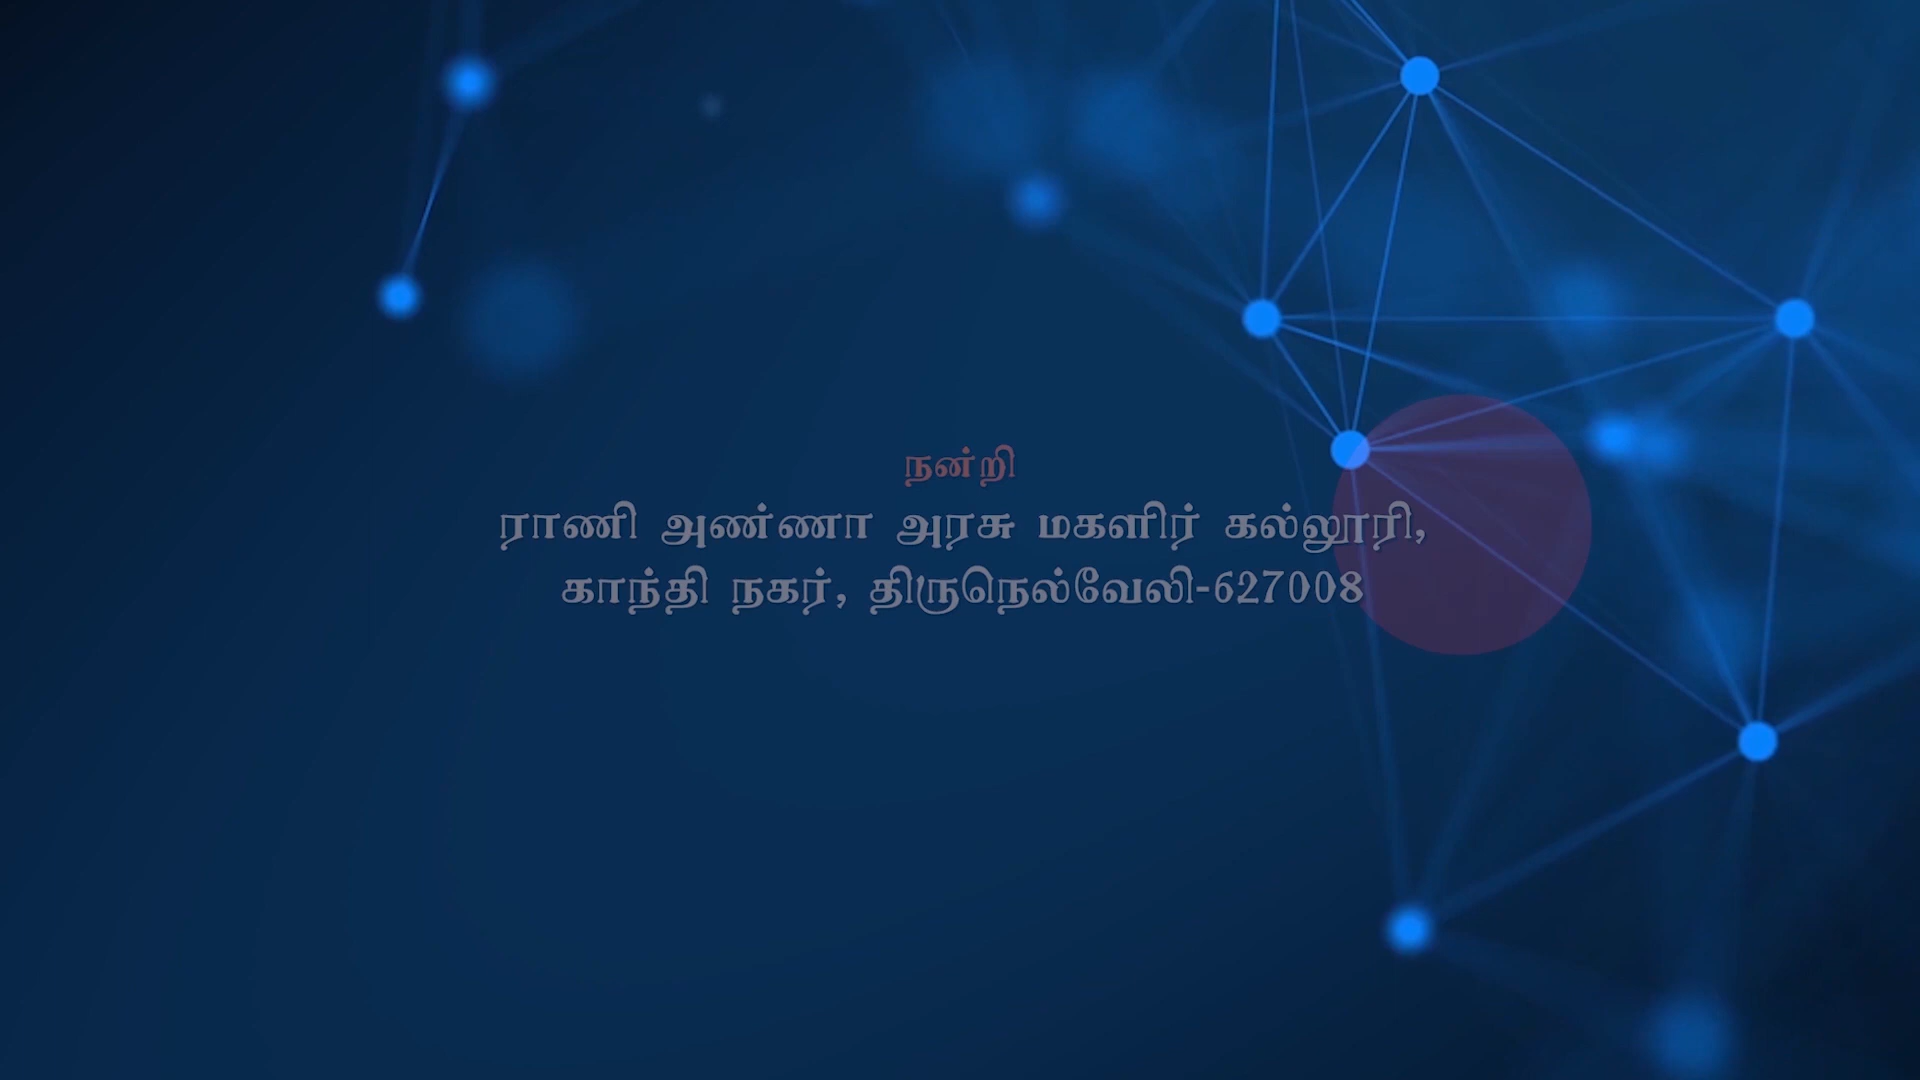 நன்றி
ராணி அண்ணா அரசு மகளிர் கல்லூரி,
காந்தி நகர், திருநெல்வேலி-627008